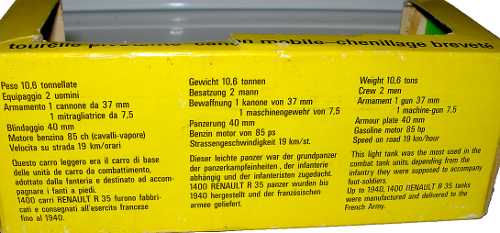 tourelle mobile-chenillage breveté
Peso 10,6 tonnellate
Equipaggio 2 uomini
Armamento 1 cannone da 37 mm
1 mitragliatrice da 7,5
Blindaggio 40 mm
Motore benzina 85 ch (cavalli-vapore)
Velocita su strada 19 km/orari
Questo carro leggero era il carro di base
delle unità de carro da combattimento,
adottato dalla fanteria e destinato ad accom-
pagnare i fanti a piedi.
1400 carri RENAULT R 35 furono fabbri-
cati e consegnati all'esercito francese
fino al 1940.
Gewicht 10,6 tonnen
Besatzung 2 mann
Bewaffnung 1 kanone von 37 mm
1 maschinengewehr von 7,5
Panzerung 40 mm
Benzin motor von 85 ps
Strassengeschwindigkeit 19 km/st.
Dieser leichte panzer war der grundpanzer
der panzerkampfeinheiten, der infanterie
abhängig und der infanteristen zugedacht.
1400 RENAULT R 35 panzer wurden bis
1940 hergestellt und der französischen
armee geliefert.
Weight 10,6 tons
Crew 2 men
Armament 1 gun 37 mm
1 machine-gun 7,5
Armour plate 40 mm
Gasoline motor 85 hp
Speed on road 19 km/hour
This light tank was the most used in the
combat tank units, depending from the
infantry they were supposed to accompany
foot-soldiers.
Up to 1940, 1400 RENAULT R 35 tanks
were manufactured and delivered to the
French Army.